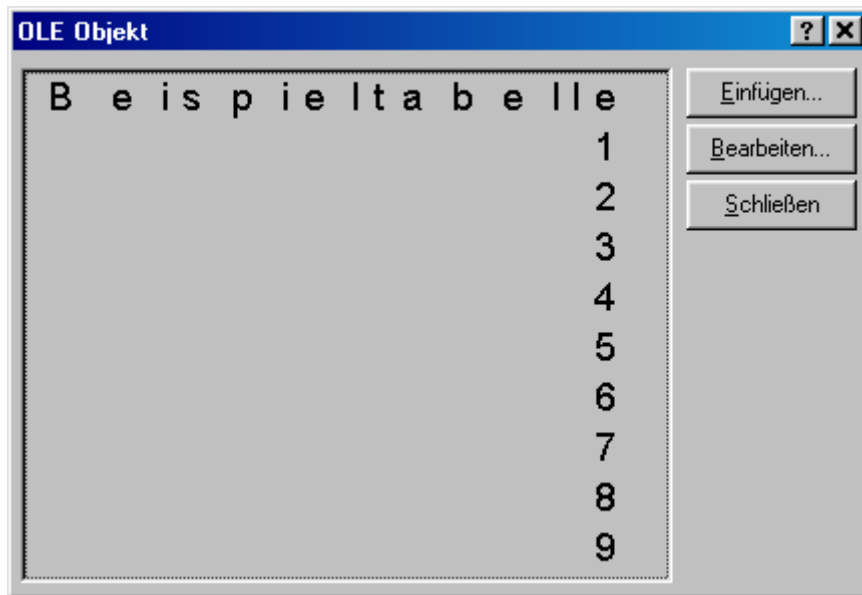 OLE Objekt
Beispieltabelle
1
2
3
4
5
6
7
8
9
Einfügen...
Bearbeiten...
Schließen